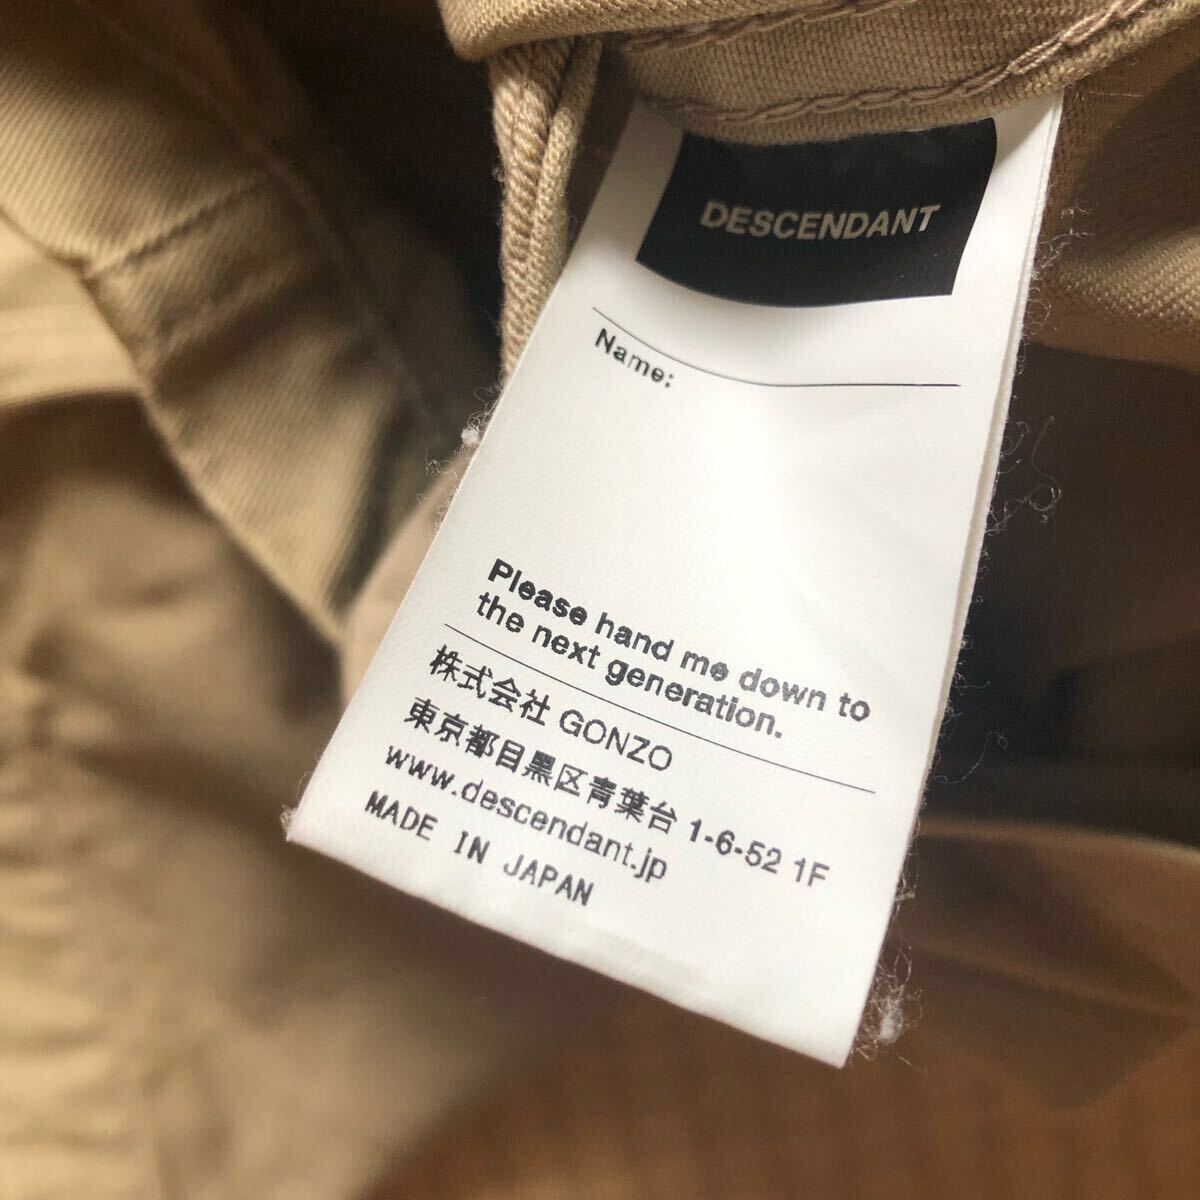 DESCENDANT
Name:
Please hand me down to
the next generation.
株式会社 GONZO
東京都目黒区青葉台 1-6-52 1F
www.descendant.jp
MADE IN JAPAN